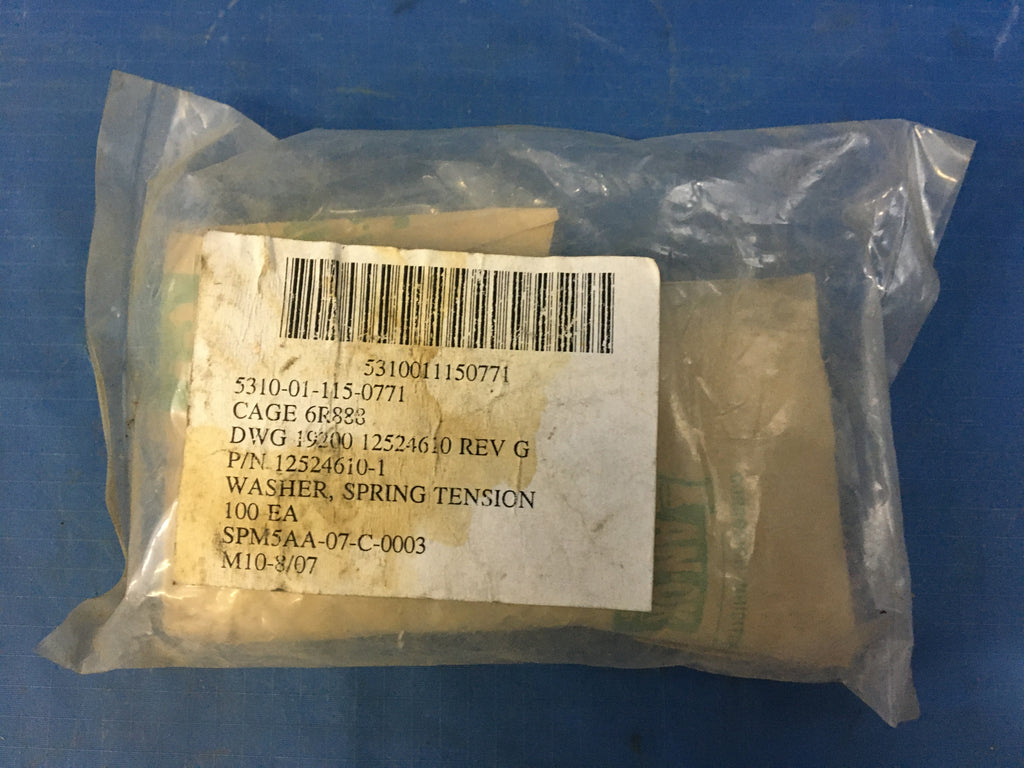 5310011150771
5310-01-115-0771
CAGE 6R888
DWG 19200 12524610 REV G
P/N 12524610-1
WASHER, SPRING TENSION
100 EA
SPM5AA-07-C-0003
M10-8/07